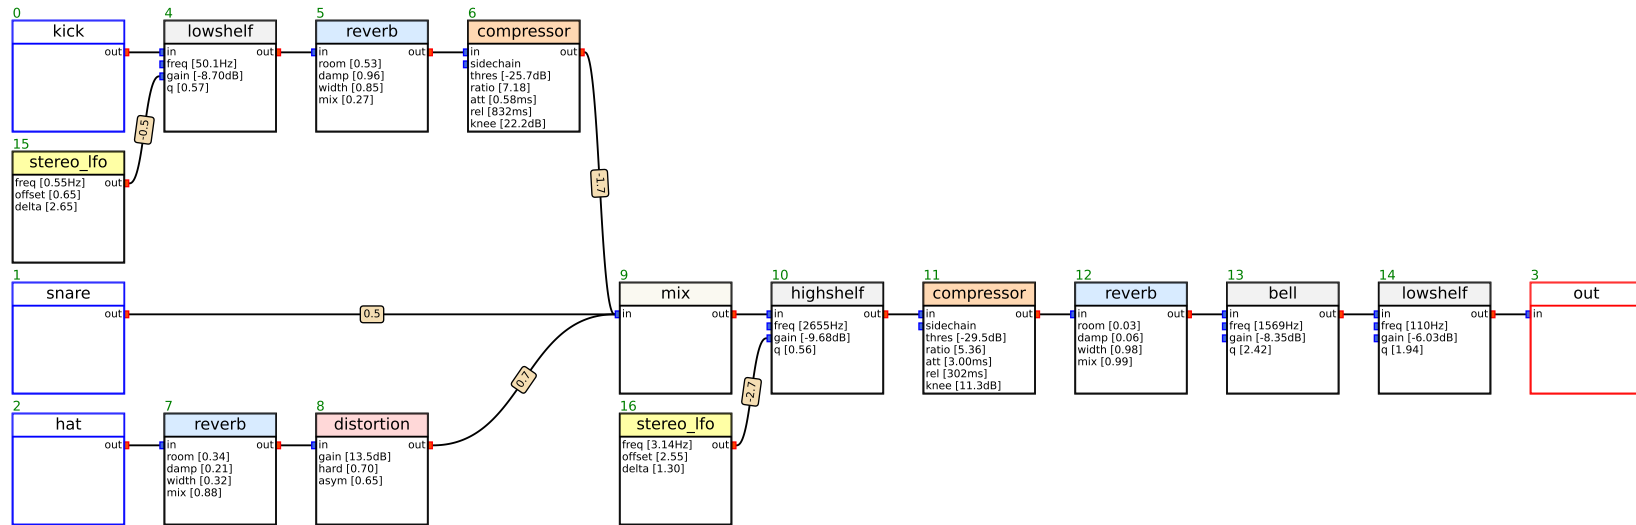 0
kick
out
4
lowshelf
in out
freq [50.1Hz]
gain [-8.70dB]
q [0.57]
5
reverb
in out
room [0.53]
damp [0.96]
width [0.85]
mix [0.27]
6
compressor
in out
sidechain
thres [-25.7dB]
ratio [7.18]
att [0.58ms]
rel [832ms]
knee [22.2dB]
-0.5
15
stereo_lfo
freq [0.55Hz] out
offset [0.65]
delta [2.65]
-1.7
1
snare
out
0.5
9
mix
in out
10
highshelf
in out
freq [2655Hz]
gain [-9.68dB]
q [0.56]
11
compressor
in out
sidechain
thres [-29.5dB]
ratio [5.36]
att [3.00ms]
rel [302ms]
knee [11.3dB]
12
reverb
in out
room [0.03]
damp [0.06]
width [0.98]
mix [0.99]
13
bell
in out
freq [1569Hz]
gain [-8.35dB]
q [2.42]
14
lowshelf
in out
freq [110Hz]
gain [-6.03dB]
q [1.94]
3
out
in
0.7
-2.7
2
hat
out
7
reverb
in out
room [0.34]
damp [0.21]
width [0.32]
mix [0.88]
8
distortion
in out
gain [13.5dB]
hard [0.70]
asym [0.65]
16
stereo_lfo
freq [3.14Hz] out
offset [2.55]
delta [1.30]